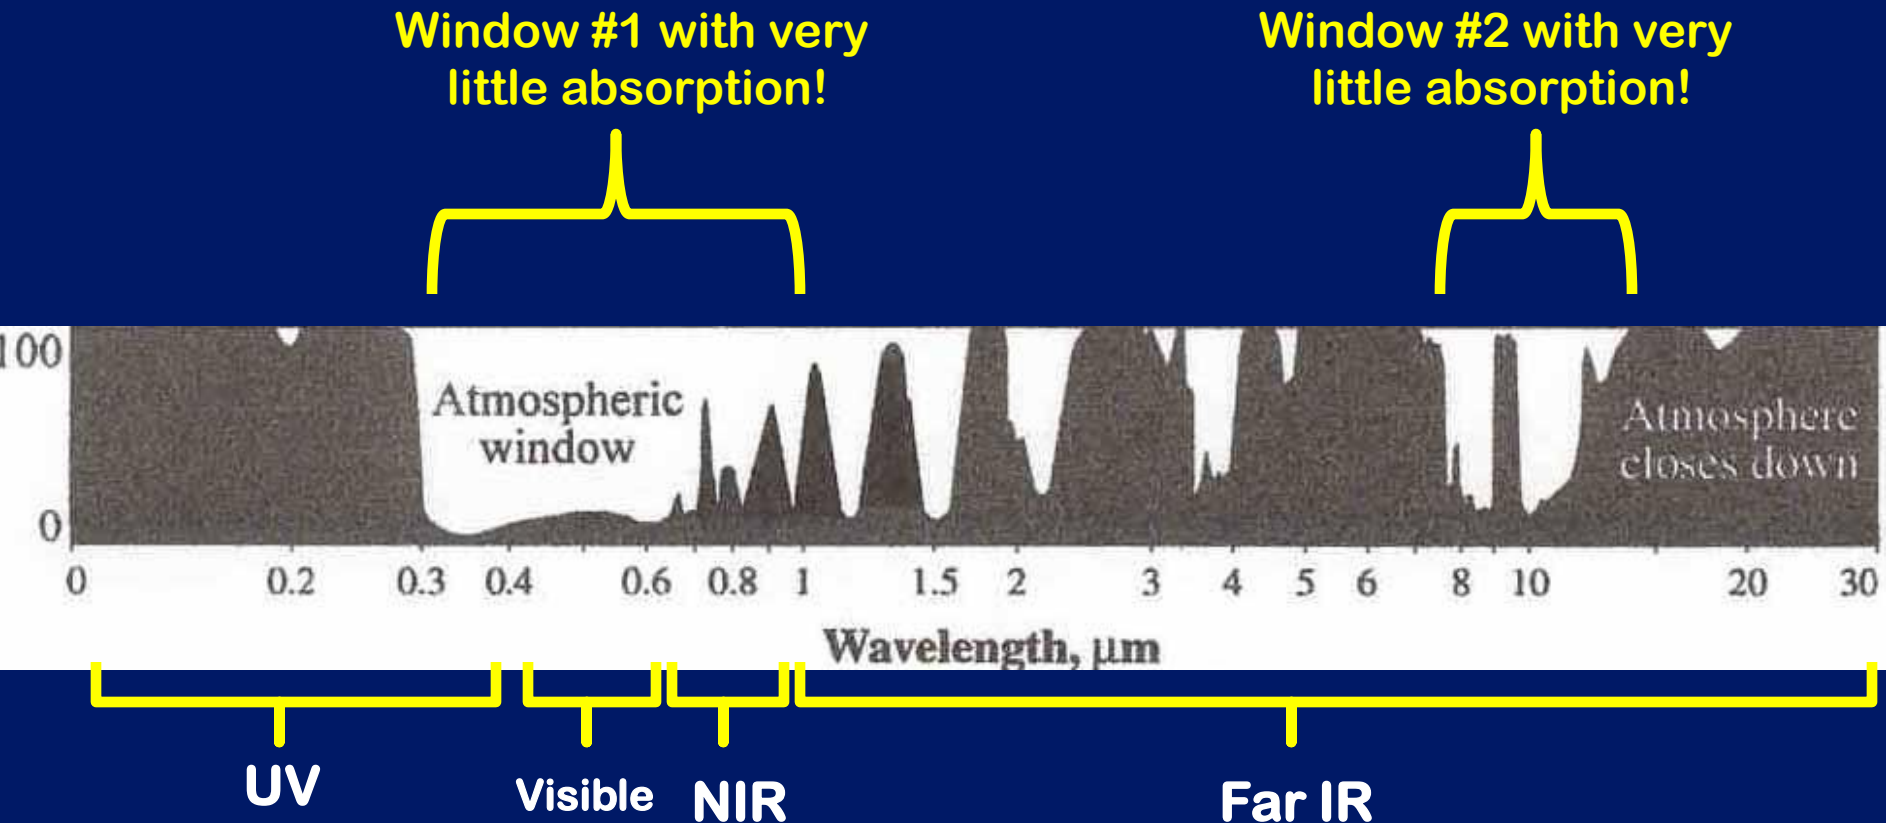 Window #1 with very
little absorption!
Window #2 with very
little absorption!
100
Atmospheric
window
Atmosphere
closes down
0
0 0.2 0.3 0.4 0.6 0.8 1 1.5 2 3 4 5 6 8 10 20 30
Wavelength, μm
UV Visible NIR Far IR